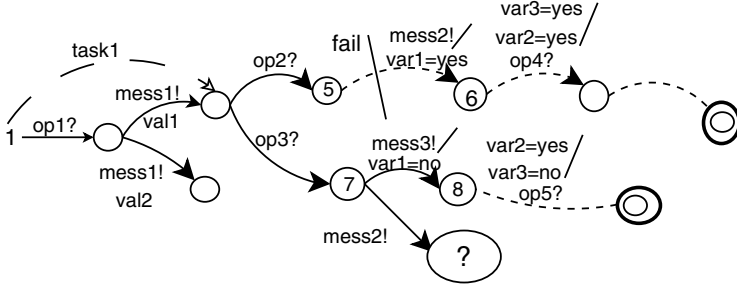 task1
1
op1?
mess1!
val1
mess1!
val2
op2?
op3?
5
fail
mess2!
var1=yes
6
var3=yes
var2=yes
op4?
7
mess3!
var1=no
8
var2=yes
var3=no
op5?
mess2!
?